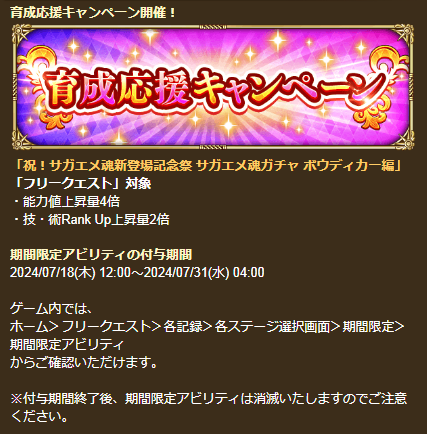 育成応援キャンペーン開催！
育成応援キャンペーン
「祝！サガエメ魂新登場記念祭 サガエメ魂ガチャ ボウディカー編」
「フリークエスト」対象
・能力値上昇量4倍
・技・術Rank Up上昇量2倍
期間限定アビリティの付与期間
2024/07/18(木) 12:00～2024/07/31(水) 04:00
ゲーム内では、
ホーム＞フリークエスト＞各記録＞各ステージ選択画面＞期間限定＞
期間限定アビリティ
からご確認いただけます。
※付与期間終了後、期間限定アビリティは消滅いたしますのでご注意
ください。